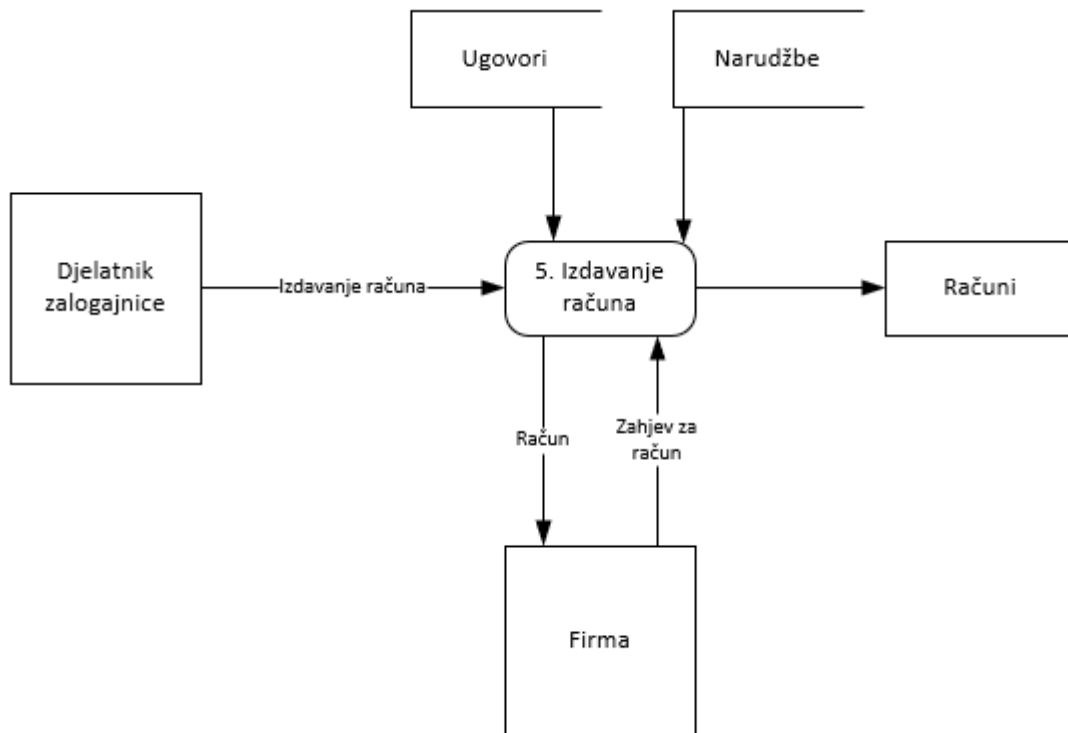 Ugovori
Narudžbe
Djelatnik
zalogajnice
Izdavanje računa
5. Izdavanje
računa
Računi
Račun
Zahjev za
račun
Firma